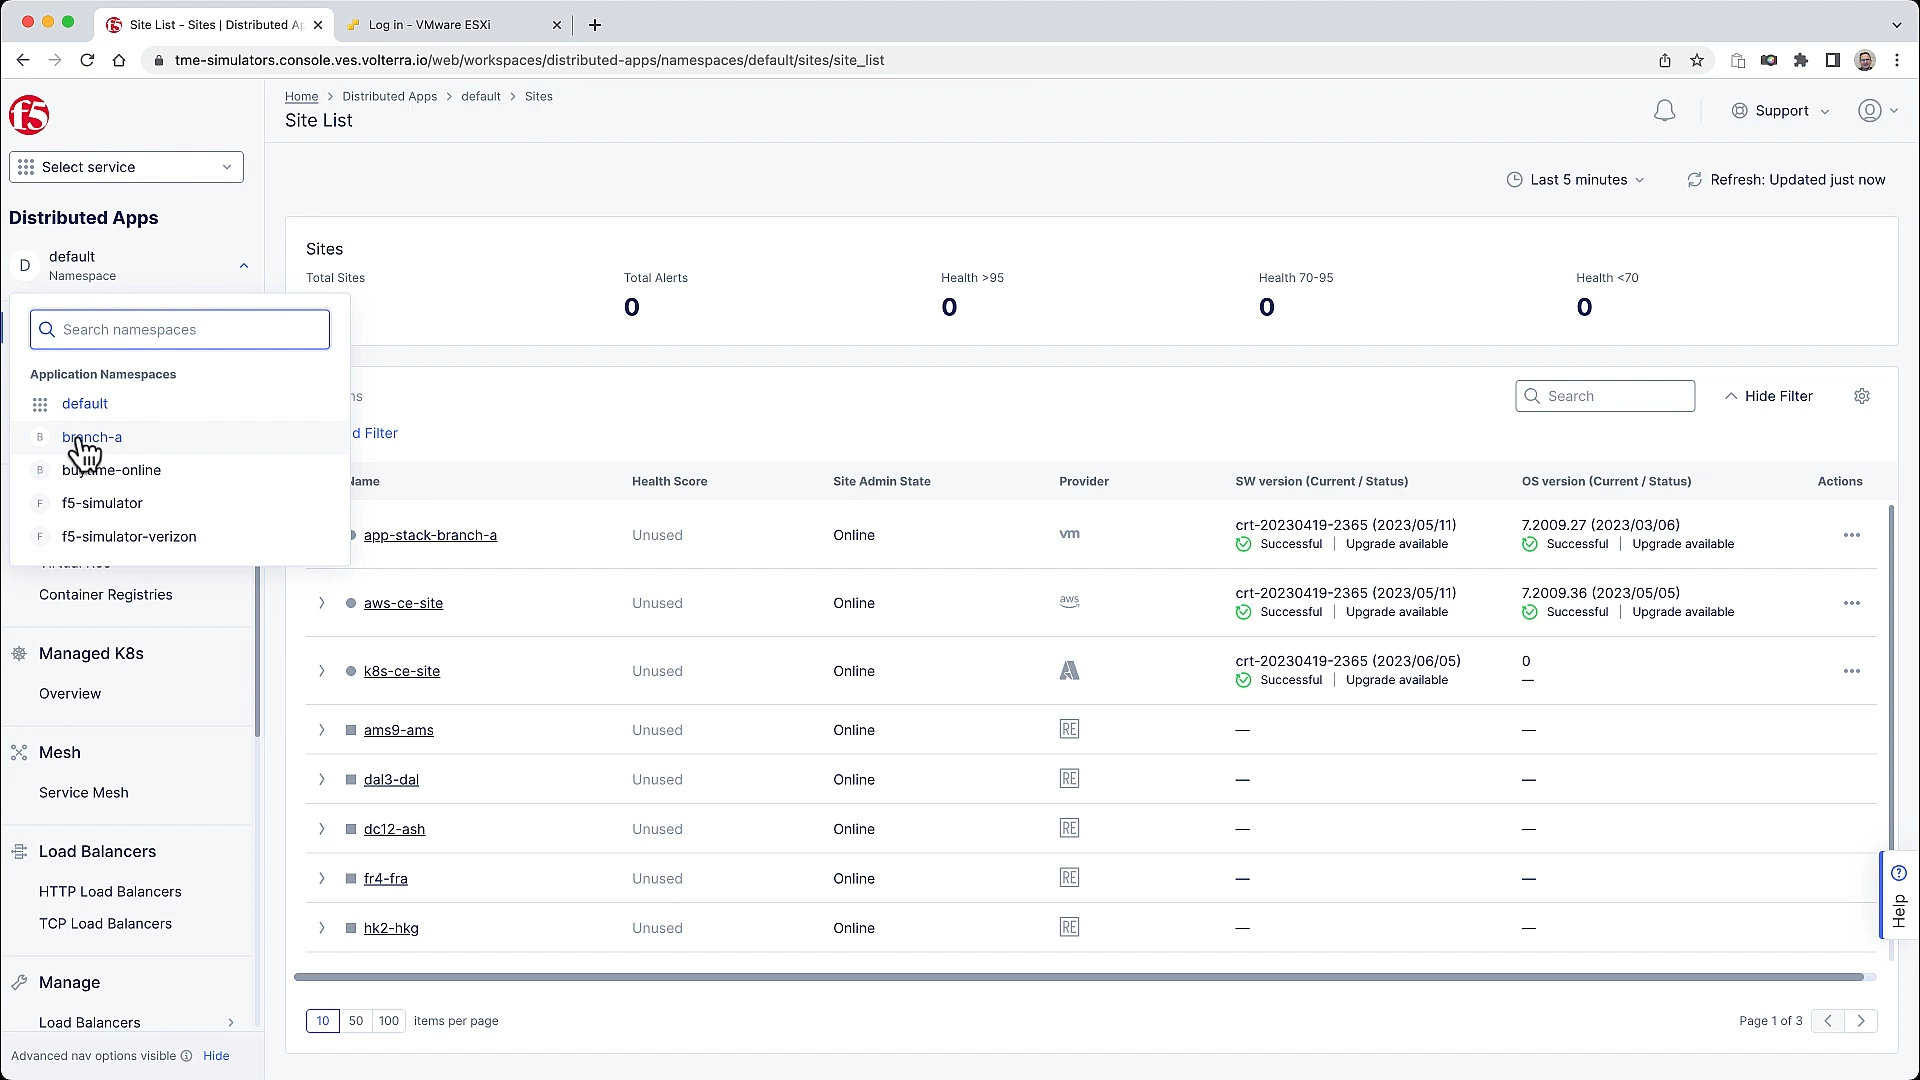 Site List - Sites | Distributed Ap
Log in - VMware ESXi
tme-simulators.console.ves.volterra.io/web/workspaces/distributed-apps/namespaces/default/sites/site_list
f5
Select service
Distributed Apps
D
default
Namespace
Search namespaces
Application Namespaces
default
B branch-a
B buytime-online
F f5-simulator
F f5-simulator-verizon
Container Registries
Managed K8s
Overview
Mesh
Service Mesh
Load Balancers
HTTP Load Balancers
TCP Load Balancers
Manage
Load Balancers
Advanced nav options visible Hide
Home > Distributed Apps > default > Sites
Site List
Support
Last 5 minutes
Refresh: Updated just now
Sites
Total Sites
Total Alerts
0
Health >95
0
Health 70-95
0
Health <70
0
Search
Hide Filter
d Filter
Name Health Score Site Admin State Provider SW version (Current / Status) OS version (Current / Status) Actions
app-stack-branch-a Unused Online vm crt-20230419-2365 (2023/05/11) 7.2009.27 (2023/03/06)
Successful | Upgrade available Successful | Upgrade available
aws-ce-site Unused Online aws crt-20230419-2365 (2023/05/11) 7.2009.36 (2023/05/05)
Successful | Upgrade available Successful | Upgrade available
k8s-ce-site Unused Online crt-20230419-2365 (2023/06/05) 0
Successful | Upgrade available —
ams9-ams Unused Online RE — —
dal3-dal Unused Online RE — —
dc12-ash Unused Online RE — —
fr4-fra Unused Online RE — —
hk2-hkg Unused Online RE — —
10 50 100 items per page
Page 1 of 3
Help